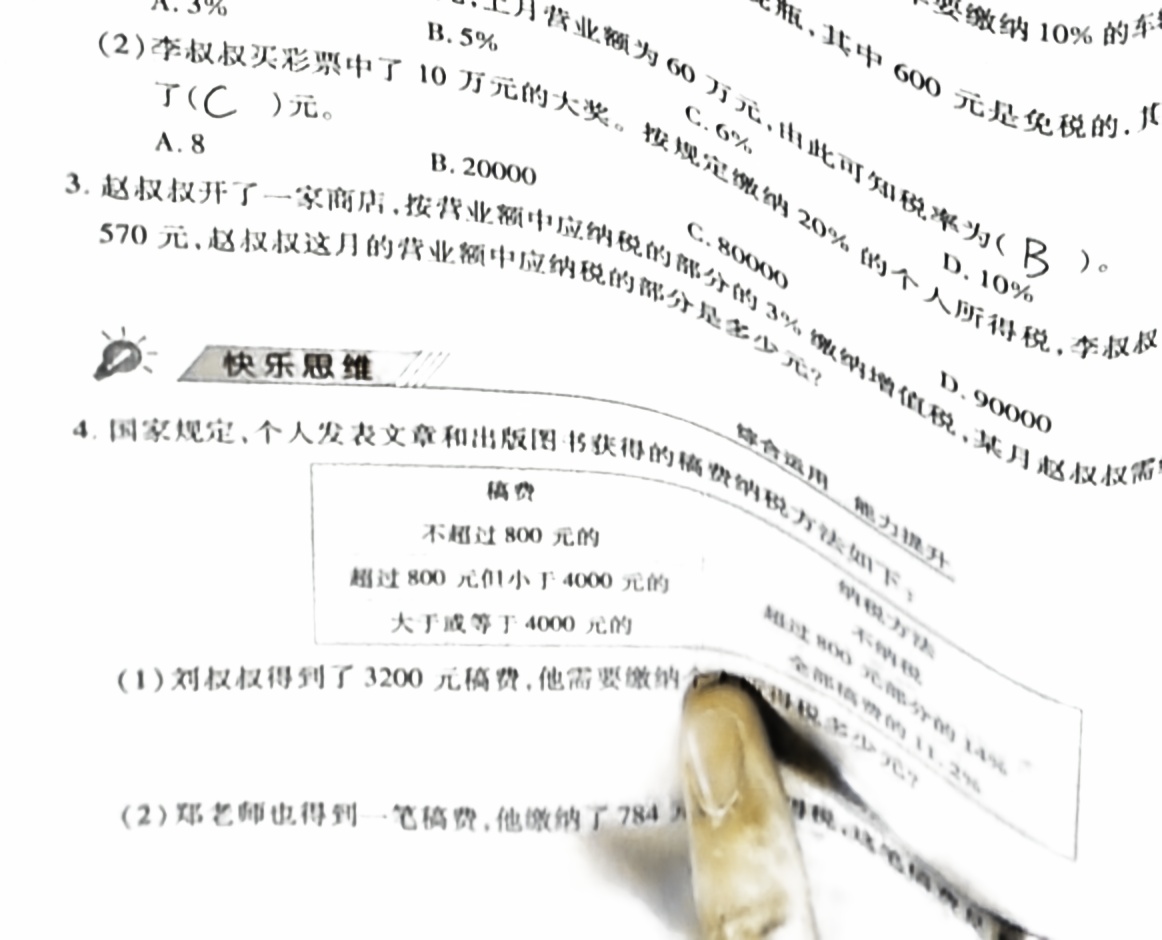 要缴纳 10% 的车
瓶,其中 600 元是免税的.
上月营业额为 60 万元,由此可知税率为( B )。
A. 3%
B. 5%
C. 6%
D. 10%
(2)李叔叔买彩票中了 10 万元的大奖。按规定缴纳 20% 的个人所得税,李叔叔
了( C )元。
A. 8
B. 20000
C. 80000
D. 90000
3. 赵叔叔开了一家商店,按营业额中应纳税的部分的 3% 缴纳增值税,某月赵叔叔需
570 元,赵叔叔这月的营业额中应纳税的部分是多少元?
快乐思维
综合运用 能力提升
4. 国家规定、个人发表文章和出版图书获得的稿费纳税方法如下:
稿费 纳税方法
不超过 800 元的 不纳税
超过 800 元但小于 4000 元的 超过 800 元部分的 14%
大于或等于 4000 元的 全部稿费的 11.2%
(1)刘叔叔得到了 3200 元稿费,他需要缴纳 得税多少元?
(2)郑老师也得到一笔稿费,他缴纳了 784 得税,这笔稿费是